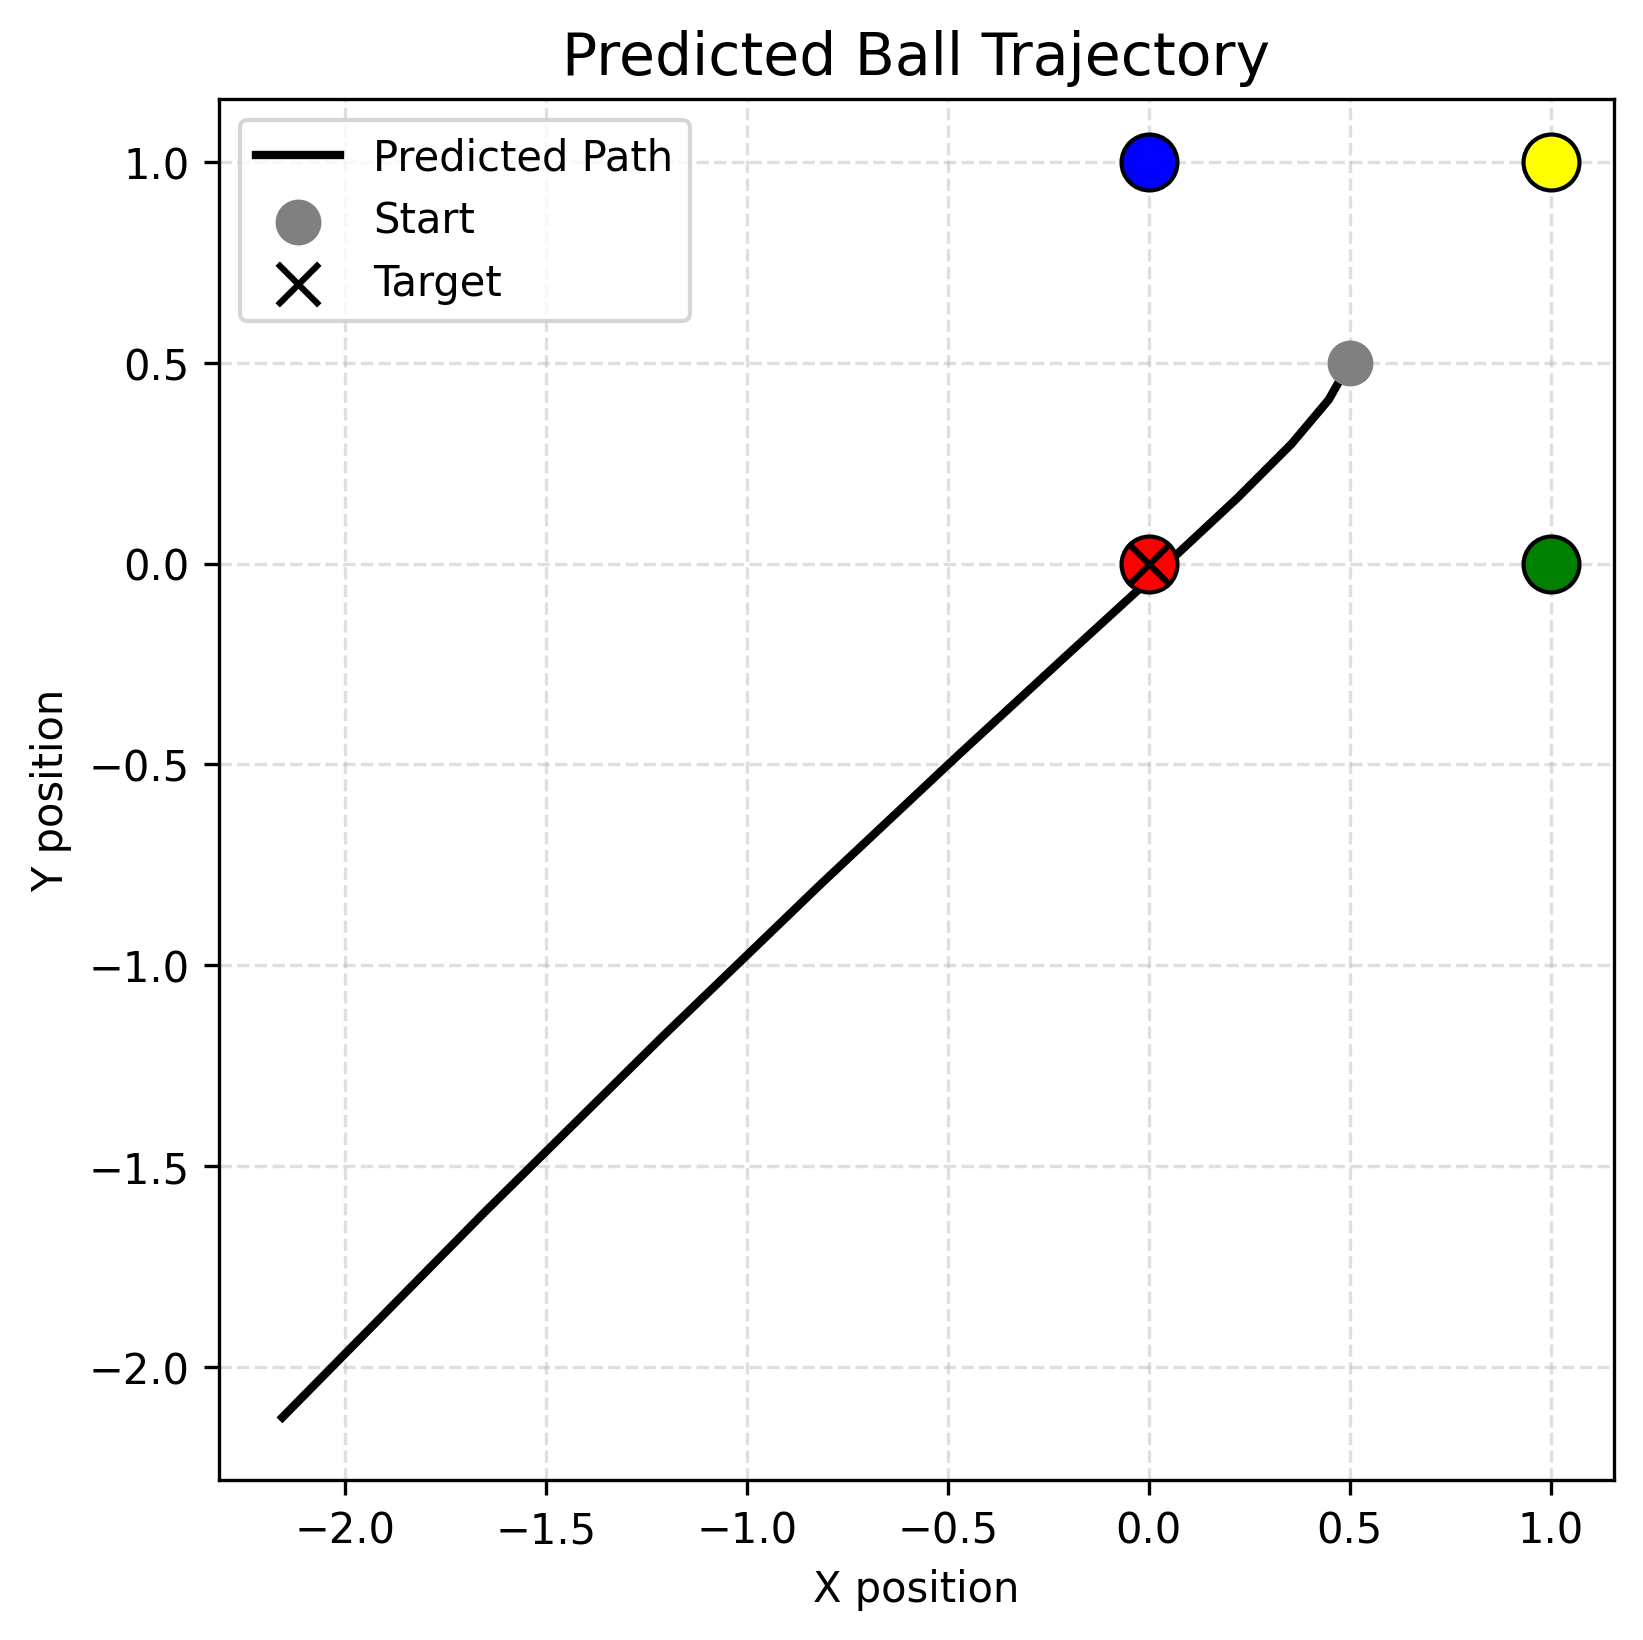 Predicted Ball Trajectory
Predicted Path
Start
Target
1.0
0.5
0.0
−0.5
−1.0
−1.5
−2.0
Y position
−2.0 −1.5 −1.0 −0.5 0.0 0.5 1.0
X position